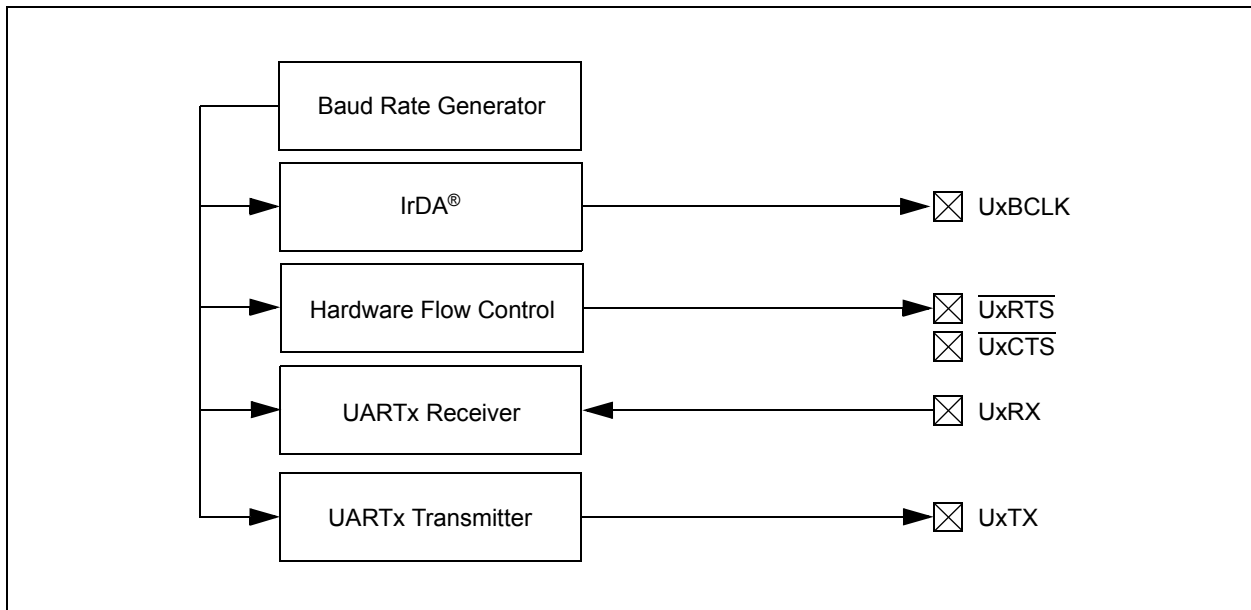 Baud Rate Generator
IrDA®
UxBCLK
Hardware Flow Control
UxRTS
UxCTS
UARTx Receiver
UxRX
UARTx Transmitter
UxTX